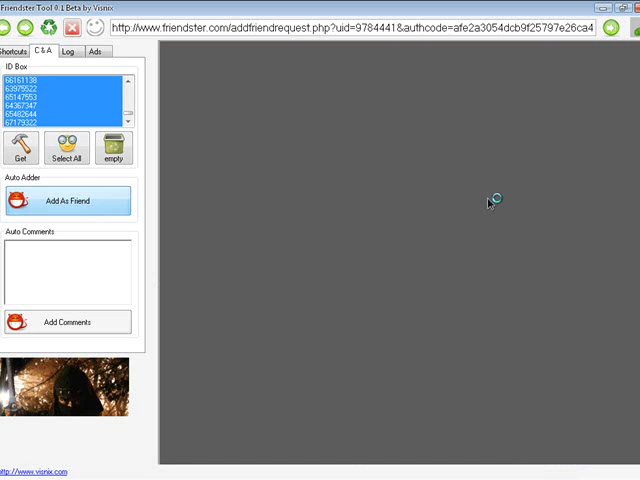 Friendster Tool 0.1 Beta by Visnix
http://www.friendster.com/addfriendrequest.php?uid=9784441&authcode=afe2a3054dcb9f25797e26ca4
Shortcuts C & A Log Ads
ID Box
66161138
63975522
65147553
64367347
65482644
67179322
Get Select All empty
Auto Adder
Add As Friend
Auto Comments
Add Comments
http://www.visnix.com